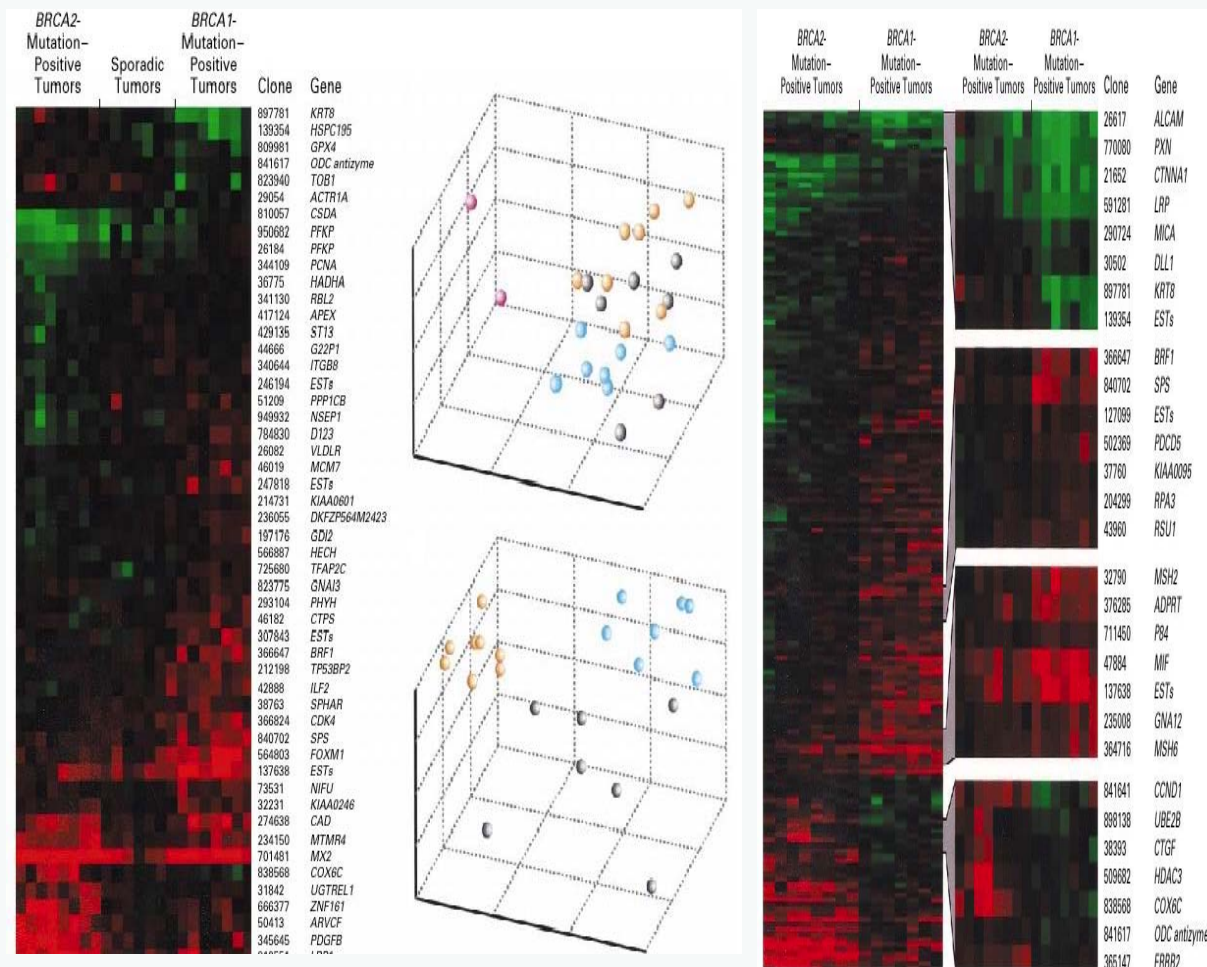 BRCA2-
Mutation–
Positive
Tumors
Sporadic
Tumors
BRCA1-
Mutation–
Positive
Tumors
Clone Gene
897781 KRT8
139354 HSPC195
809981 GPX4
841617 ODC antizyme
823940 TOB1
29054 ACTR1A
810057 CSDA
950682 PFKP
26184 PFKP
344109 PCNA
36775 HADHA
341130 RBL2
417124 APEX
429135 ST13
44666 G22P1
340644 ITGB8
246194 ESTs
51209 PPP1CB
949932 NSEP1
784830 D123
26082 VLDLR
46019 MCM7
247818 ESTs
214731 KIAA0601
236055 DKFZP564M2423
197176 GDI2
566887 HECH
725680 TFAP2C
823775 GNAI3
293104 PHYH
46182 CTPS
307843 ESTs
366647 BRF1
212198 TP53BP2
42888 ILF2
38763 SPHAR
366824 CDK4
840702 SPS
564803 FOXM1
137638 ESTs
73531 NIFU
32231 KIAA0246
274638 CAD
234150 MTMR4
701481 MX2
838568 COX6C
31842 UGTREL1
666377 ZNF161
50413 ARVCF
345645 PDGFB
BRCA2-
Mutation–
Positive Tumors
BRCA1-
Mutation–
Positive Tumors
BRCA2-
Mutation–
Positive Tumors
BRCA1-
Mutation–
Positive Tumors
Clone Gene
26617 ALCAM
770080 PXN
21652 CTNNA1
591281 LRP
290724 MICA
30502 DLL1
897781 KRT8
139354 ESTs
366647 BRF1
840702 SPS
127099 ESTs
502369 PDCD5
37760 KIAA0095
204299 RPA3
43960 RSU1
32790 MSH2
376285 ADPRT
711450 P84
47884 MIF
137638 ESTs
235008 GNA12
364716 MSH6
841641 CCND1
898138 UBE2B
38393 CTGF
509682 HDAC3
838568 COX6C
841617 ODC antizyme
365147 ERBB2